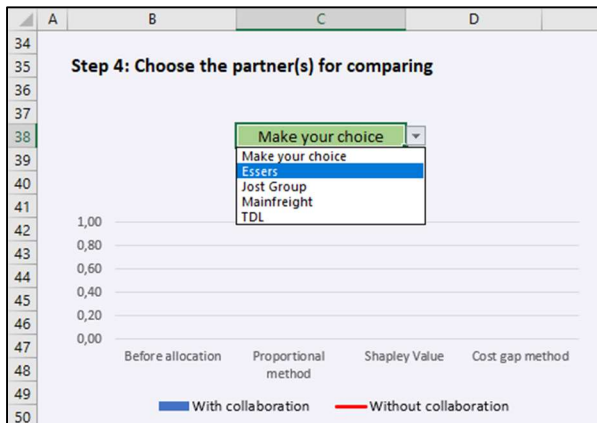 A B C D
34
35 Step 4: Choose the partner(s) for comparing
36
37
38 Make your choice
39 Make your choice
Essers
40 Jost Group
Mainfreight
41 TDL
42 1,00
43 0,80
44 0,60
45 0,40
46 0,20
47 0,00
48 Before allocation Proportional method Shapley Value Cost gap method
49 With collaboration Without collaboration
50